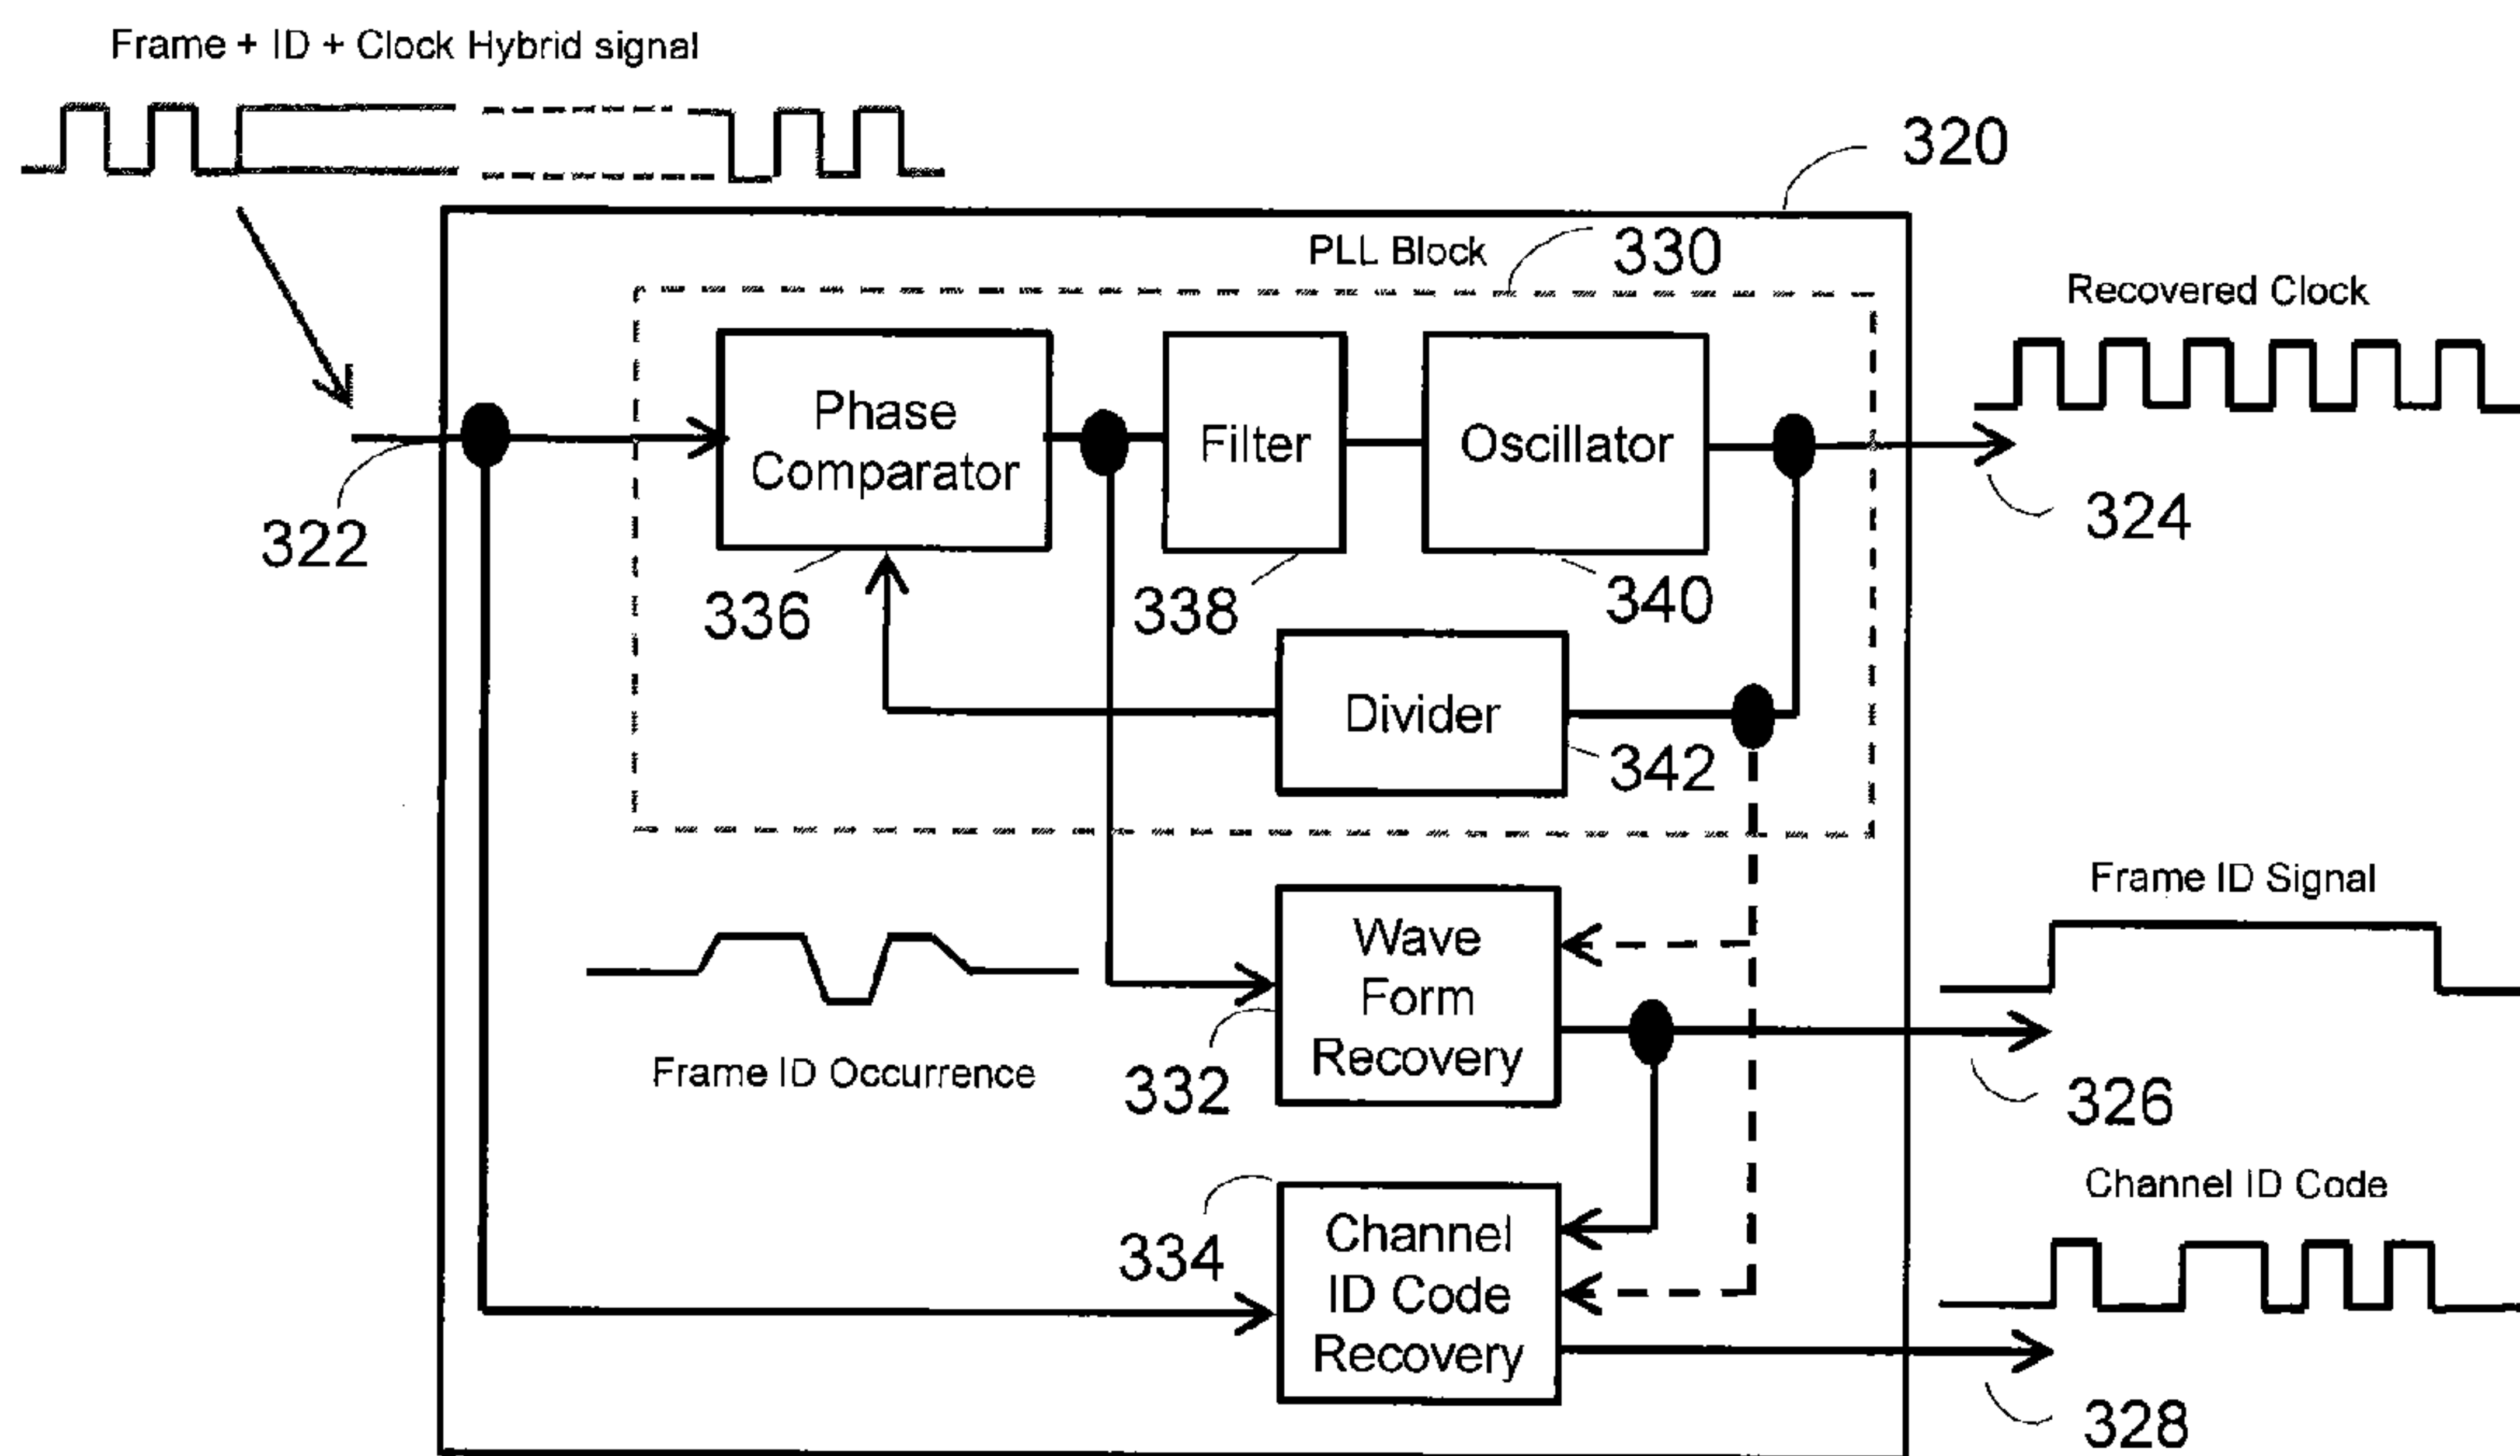 Frame + ID + Clock Hybrid signal
320
PLL Block
330
Recovered Clock
Phase
Comparator
Filter
Oscillator
322
324
336
338
340
Divider
342
Frame ID Signal
Wave
Form
Recovery
Frame ID Occurrence
332
326
Channel ID Code
334
Channel
ID Code
Recovery
328